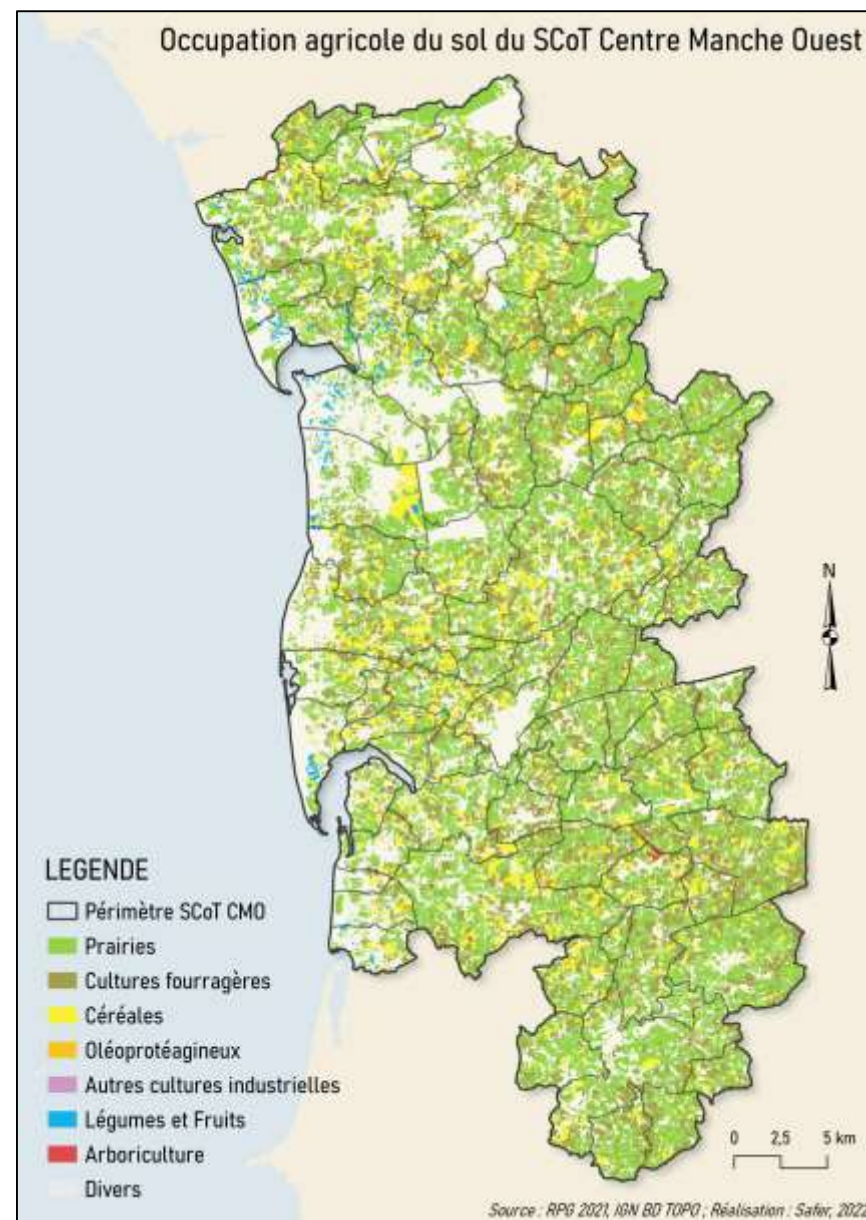 Occupation agricole du sol du SCoT Centre Manche Ouest
N
LEGENDE
Périmètre SCoT CMO
Prairies
Cultures fourragères
Céréales
Oléoprotéagineux
Autres cultures industrielles
Légumes et Fruits
Arboriculture
Divers
0 2,5 5 km
Source : RPG 2021, IGN BD TOPO ; Réalisation : Safer, 2022